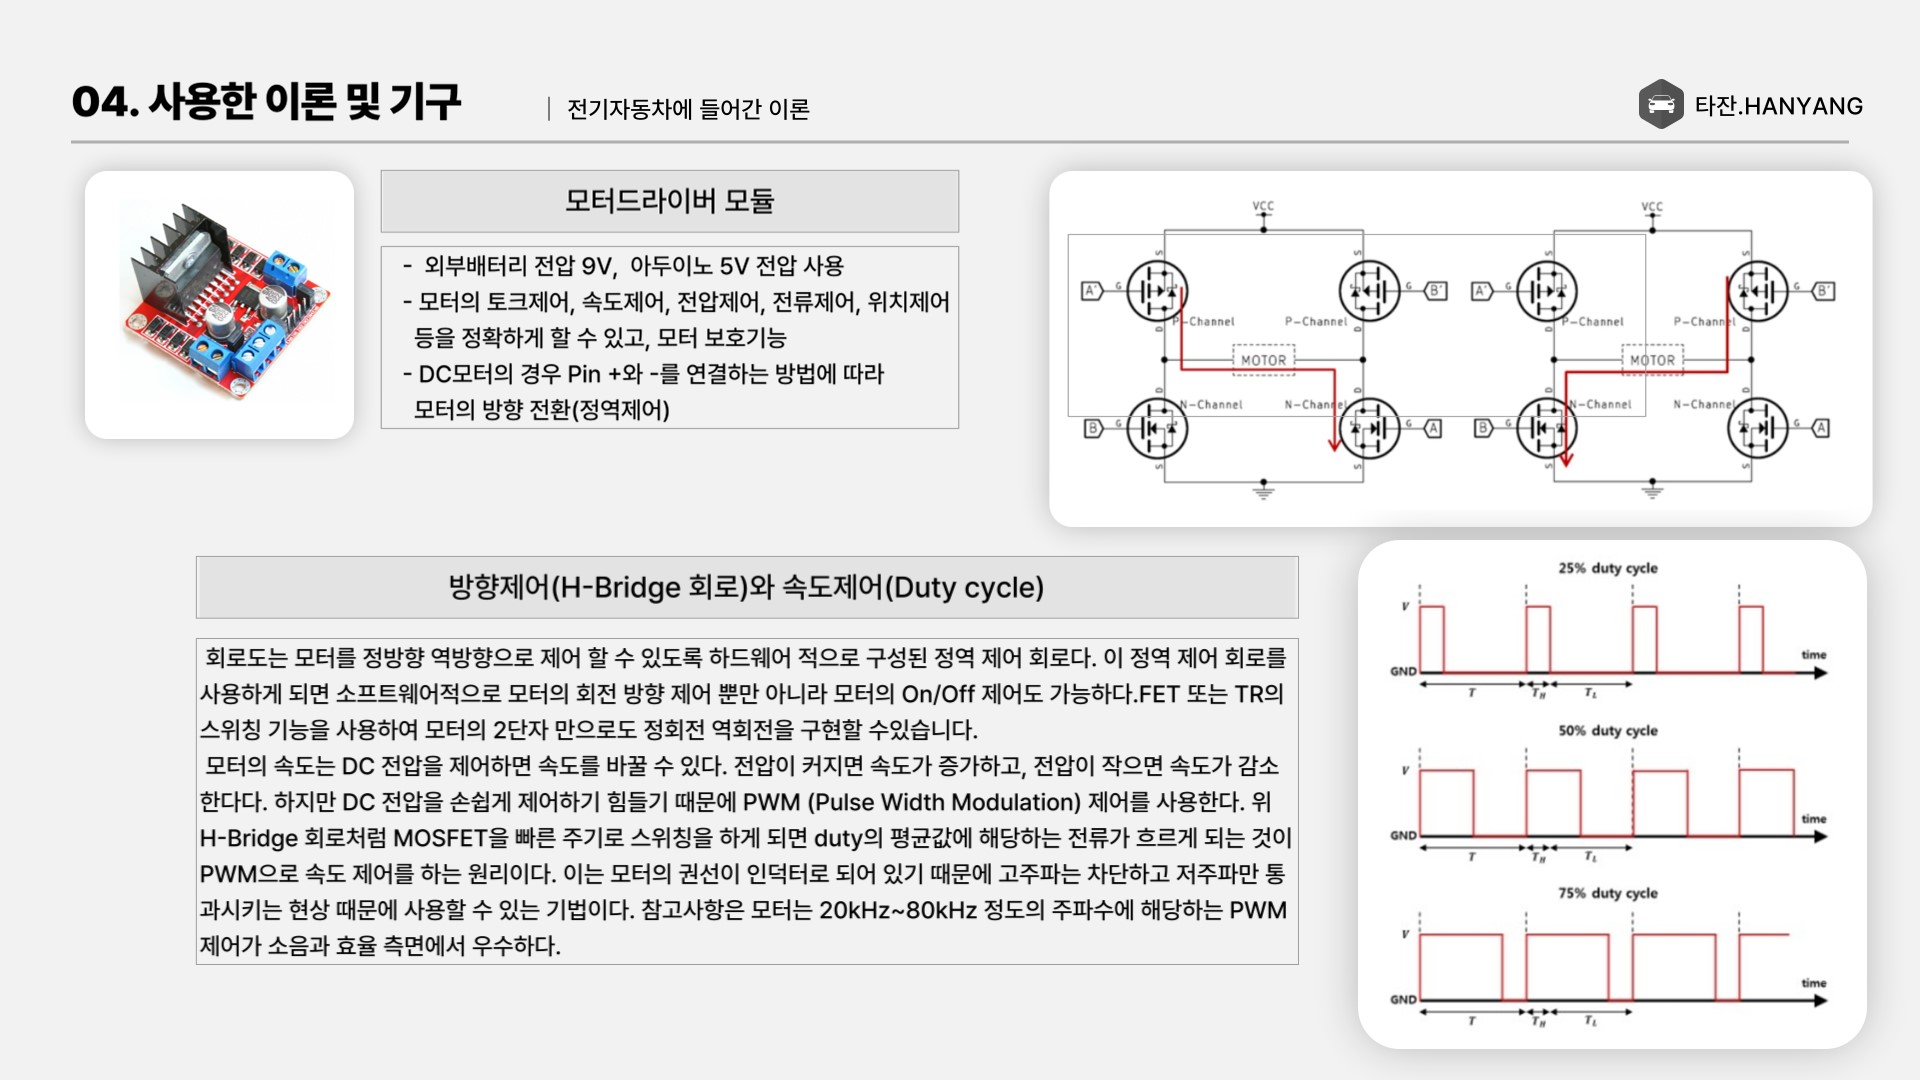 04. 사용한 이론 및 기구
전기자동차에 들어간 이론
타잔.HANYANG
모터드라이버 모듈
- 외부배터리 전압 9V, 아두이노 5V 전압 사용
- 모터의 토크제어, 속도제어, 전압제어, 전류제어, 위치제어
등을 정확하게 할 수 있고, 모터 보호기능
- DC모터의 경우 Pin +와 -를 연결하는 방법에 따라
모터의 방향 전환(정역제어)
VCC VCC
S S S S
A' G G B' A' G G B'
P-Channel P-Channel P-Channel P-Channel
D D D D
MOTOR MOTOR
D D D D
N-Channel N-Channel N-Channel N-Channel
B G G A B G G A
S S S S
방향제어(H-Bridge 회로)와 속도제어(Duty cycle)
회로도는 모터를 정방향 역방향으로 제어 할 수 있도록 하드웨어 적으로 구성된 정역 제어 회로다. 이 정역 제어 회로를
사용하게 되면 소프트웨어적으로 모터의 회전 방향 제어 뿐만 아니라 모터의 On/Off 제어도 가능하다.FET 또는 TR의
스위칭 기능을 사용하여 모터의 2단자 만으로도 정회전 역회전을 구현할 수있습니다.
모터의 속도는 DC 전압을 제어하면 속도를 바꿀 수 있다. 전압이 커지면 속도가 증가하고, 전압이 작으면 속도가 감소
한다다. 하지만 DC 전압을 손쉽게 제어하기 힘들기 때문에 PWM (Pulse Width Modulation) 제어를 사용한다. 위
H-Bridge 회로처럼 MOSFET을 빠른 주기로 스위칭을 하게 되면 duty의 평균값에 해당하는 전류가 흐르게 되는 것이
PWM으로 속도 제어를 하는 원리이다. 이는 모터의 권선이 인덕터로 되어 있기 때문에 고주파는 차단하고 저주파만 통
과시키는 현상 때문에 사용할 수 있는 기법이다. 참고사항은 모터는 20kHz~80kHz 정도의 주파수에 해당하는 PWM
제어가 소음과 효율 측면에서 우수하다.
25% duty cycle
V
time
GND
T TH TL
50% duty cycle
V
time
GND
T TH TL
75% duty cycle
V
time
GND
T TH TL